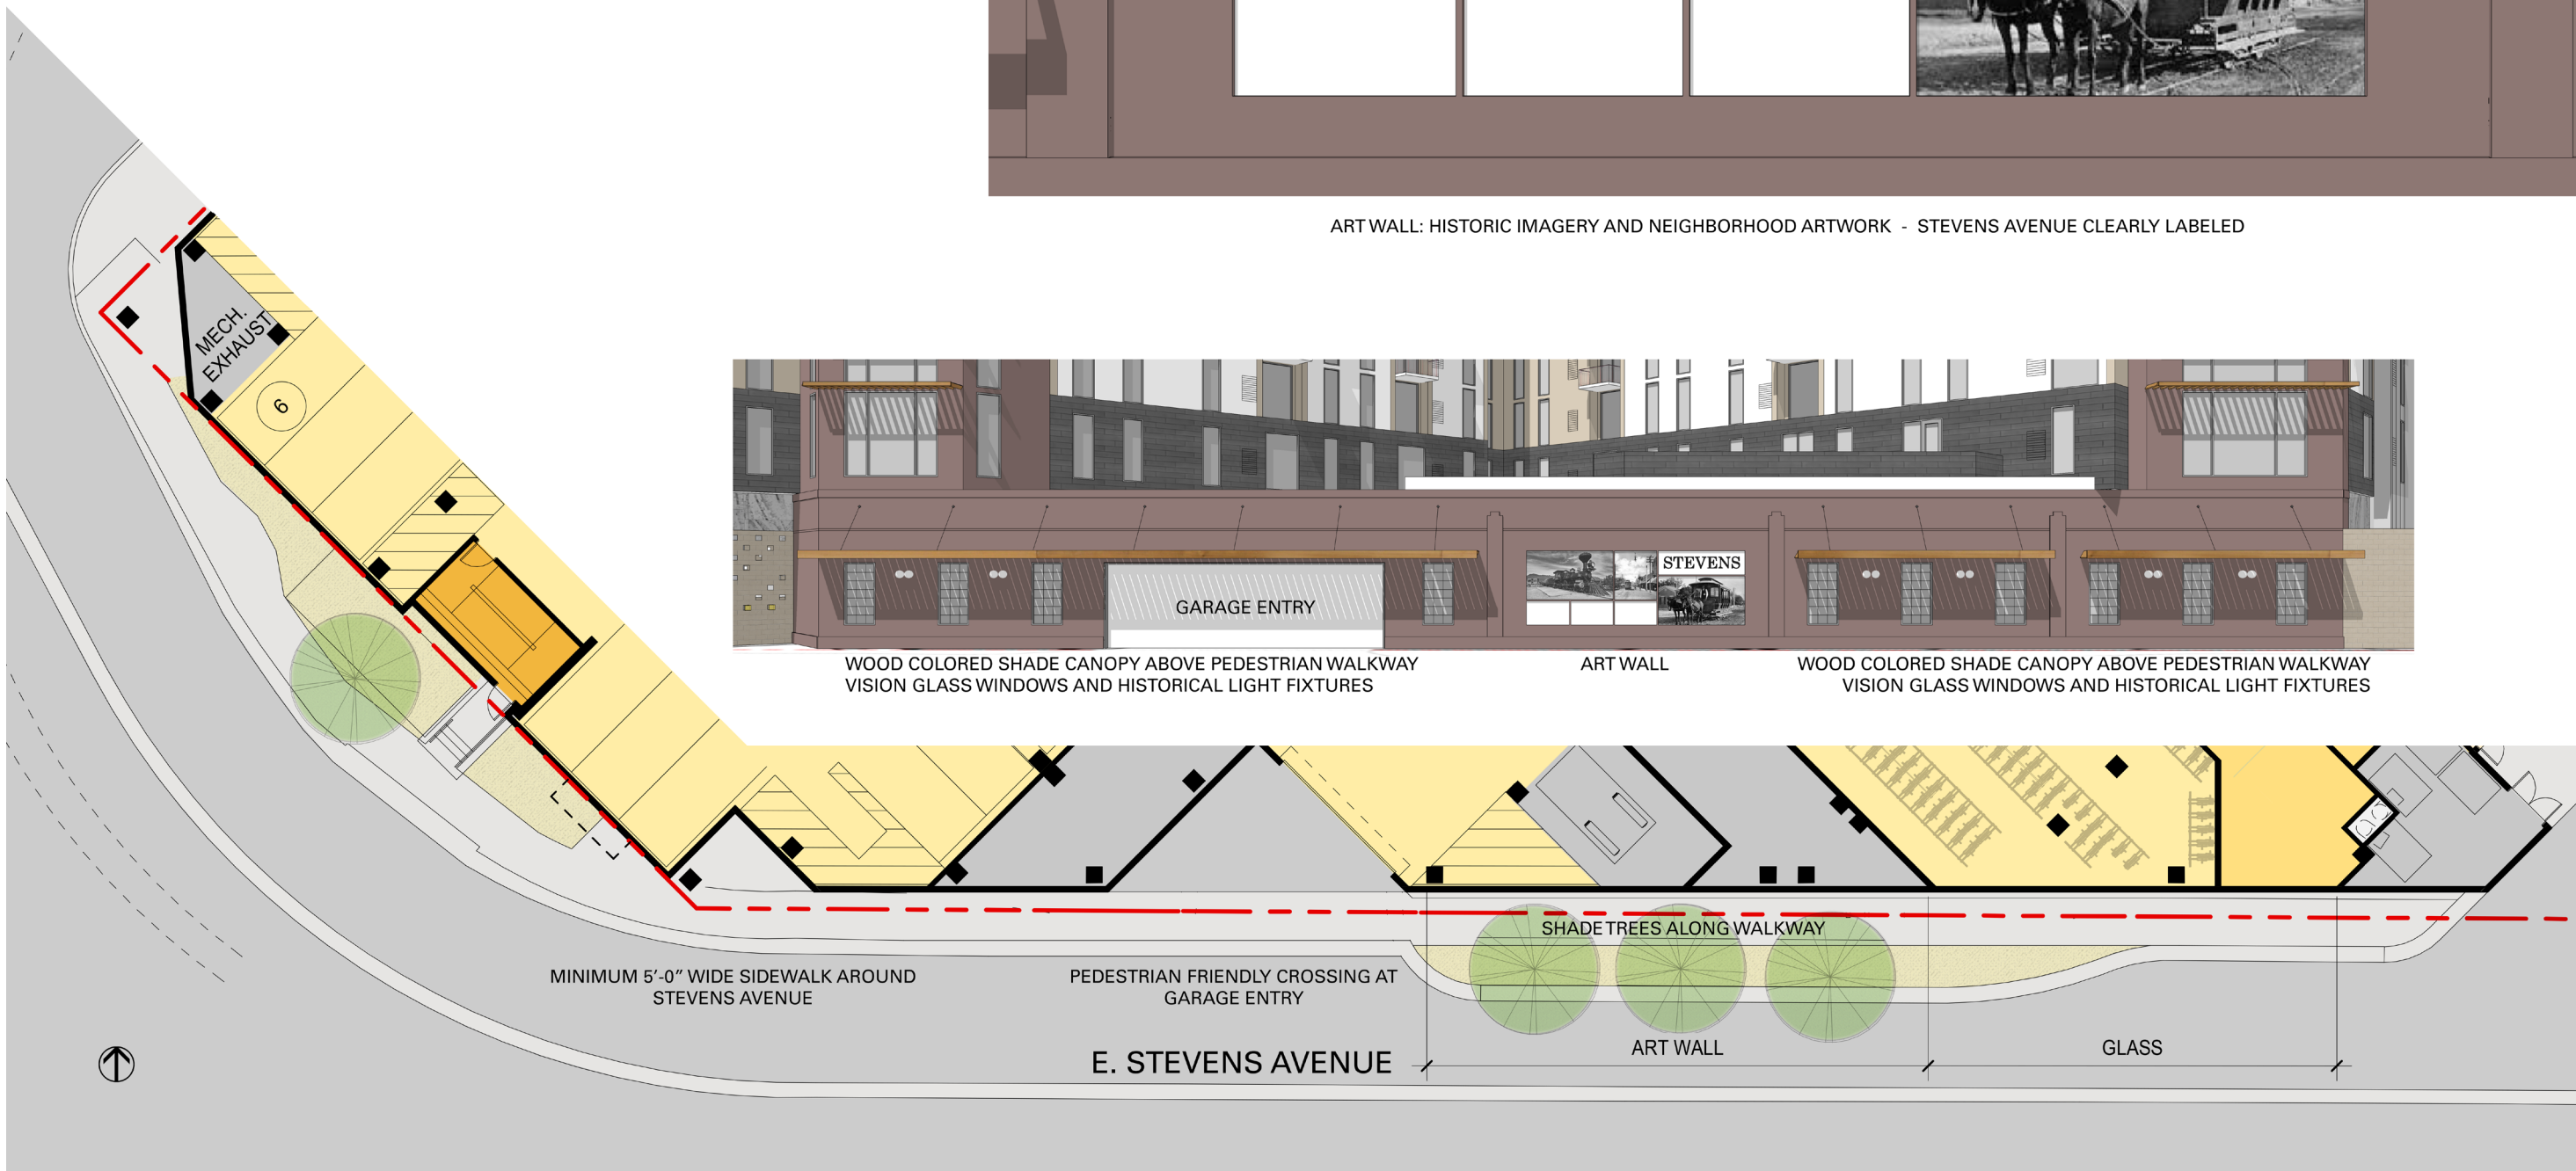 ART WALL: HISTORIC IMAGERY AND NEIGHBORHOOD ARTWORK - STEVENS AVENUE CLEARLY LABELED
MECH.
EXHAUST
6
STEVENS
GARAGE ENTRY
WOOD COLORED SHADE CANOPY ABOVE PEDESTRIAN WALKWAY
VISION GLASS WINDOWS AND HISTORICAL LIGHT FIXTURES
ART WALL
WOOD COLORED SHADE CANOPY ABOVE PEDESTRIAN WALKWAY
VISION GLASS WINDOWS AND HISTORICAL LIGHT FIXTURES
SHADE TREES ALONG WALKWAY
MINIMUM 5'-0" WIDE SIDEWALK AROUND
STEVENS AVENUE
PEDESTRIAN FRIENDLY CROSSING AT
GARAGE ENTRY
E. STEVENS AVENUE
ART WALL
GLASS